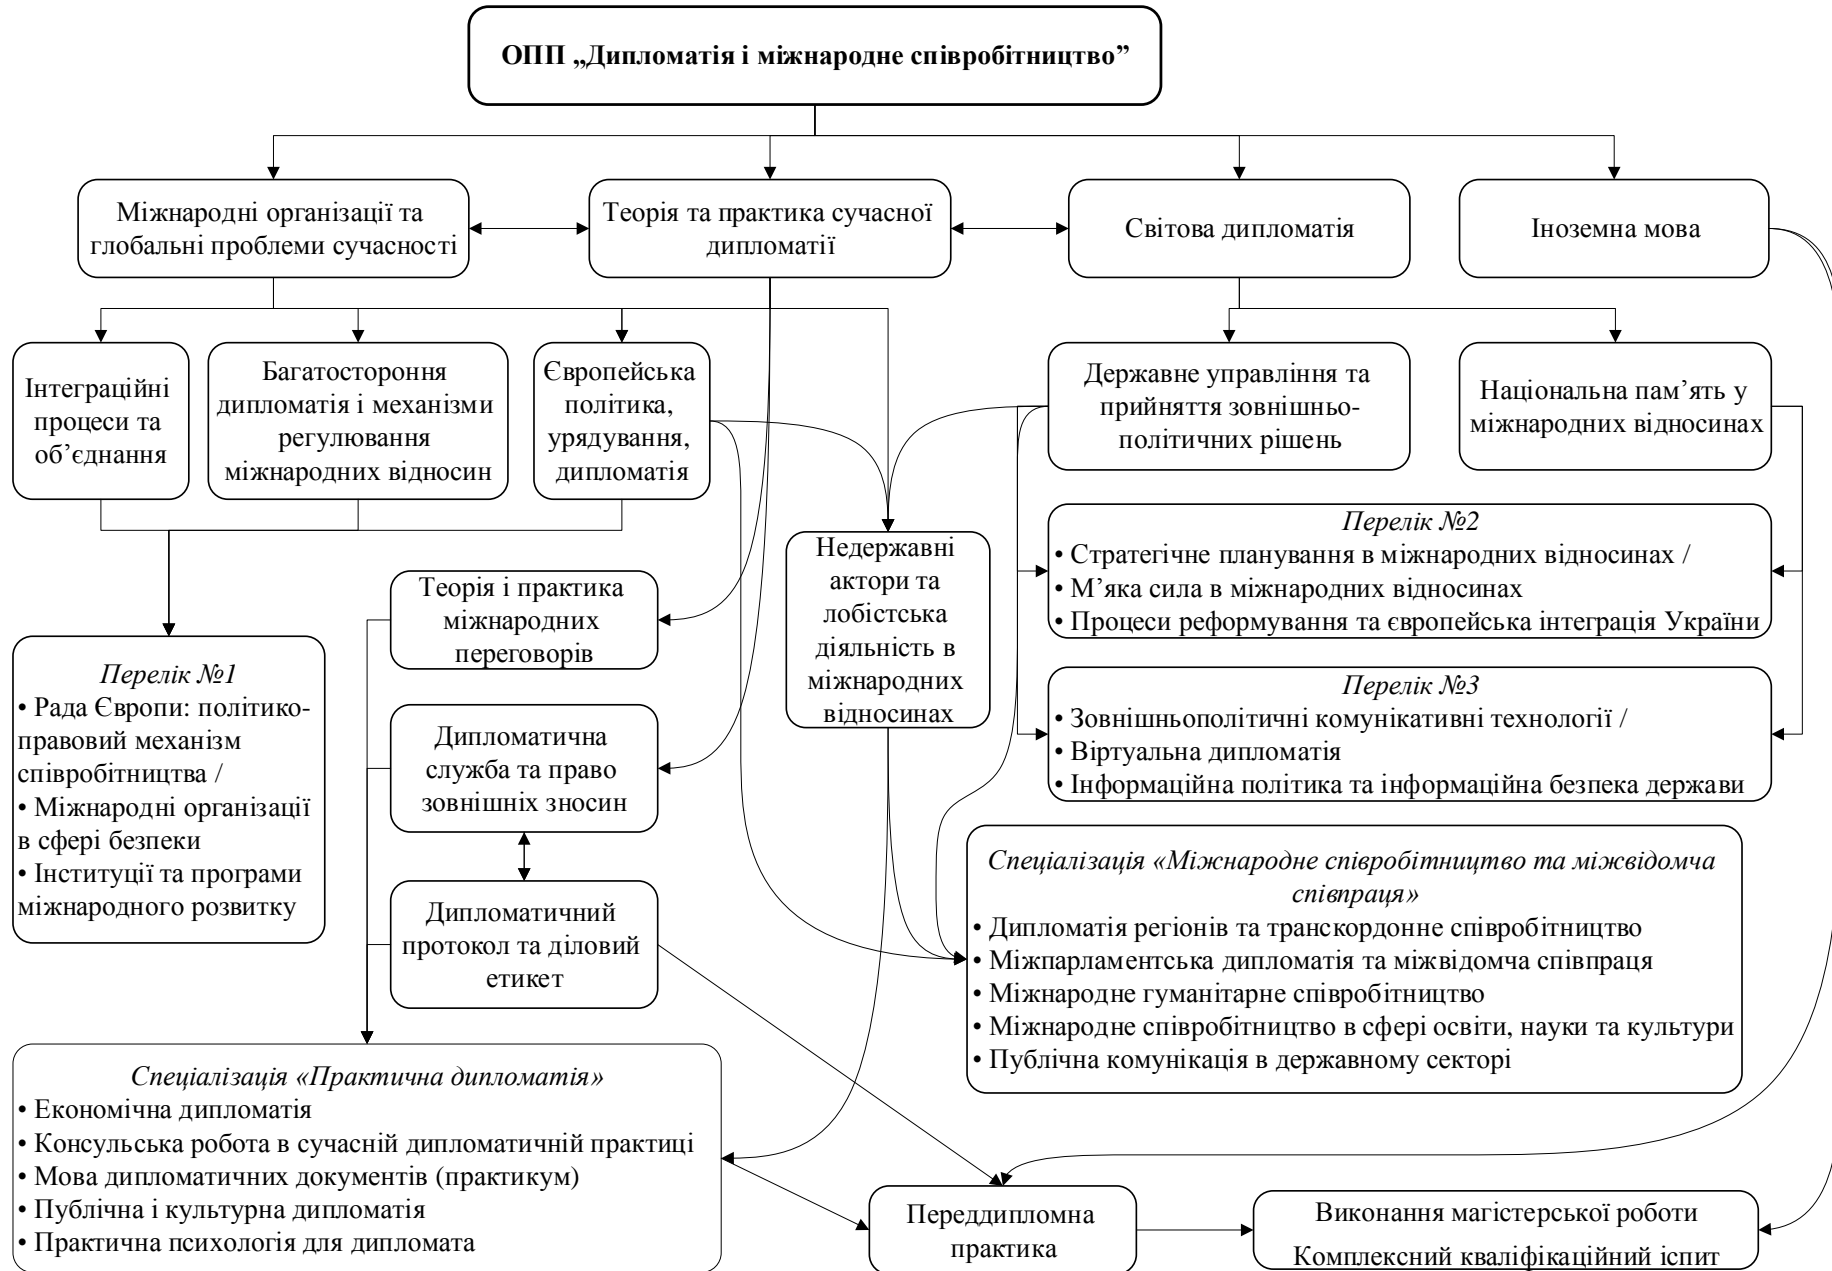 ОПП „Дипломатія і міжнародне співробітництво”
Міжнародні організації та
глобальні проблеми сучасності
Теорія та практика сучасної
дипломатії
Світова дипломатія
Іноземна мова
Інтеграційні
процеси та
об’єднання
Багатостороння
дипломатія і механізми
регулювання
міжнародних відносин
Європейська
політика,
урядування,
дипломатія
Державне управління та
прийняття зовнішньо-
політичних рішень
Національна пам’ять у
міжнародних відносинах
Перелік №2
• Стратегічне планування в міжнародних відносинах /
• М’яка сила в міжнародних відносинах
• Процеси реформування та європейська інтеграція України
Недержавні
актори та
лобістська
діяльність в
міжнародних
відносинах
Теорія і практика
міжнародних
переговорів
Перелік №1
• Рада Європи: політико-
правовий механізм
співробітництва /
• Міжнародні організації
в сфері безпеки
• Інституції та програми
міжнародного розвитку
Перелік №3
• Зовнішньополітичні комунікативні технології /
• Віртуальна дипломатія
• Інформаційна політика та інформаційна безпека держави
Дипломатична
служба та право
зовнішніх зносин
Дипломатичний
протокол та діловий
етикет
Спеціалізація «Міжнародне співробітництво та міжвідомча
співпраця»
• Дипломатія регіонів та транскордонне співробітництво
• Міжпарламентська дипломатія та міжвідомча співпраця
• Міжнародне гуманітарне співробітництво
• Міжнародне співробітництво в сфері освіти, науки та культури
• Публічна комунікація в державному секторі
Спеціалізація «Практична дипломатія»
• Економічна дипломатія
• Консульська робота в сучасній дипломатичній практиці
• Мова дипломатичних документів (практикум)
• Публічна і культурна дипломатія
• Практична психологія для дипломата
Переддипломна
практика
Виконання магістерської роботи
Комплексний кваліфікаційний іспит